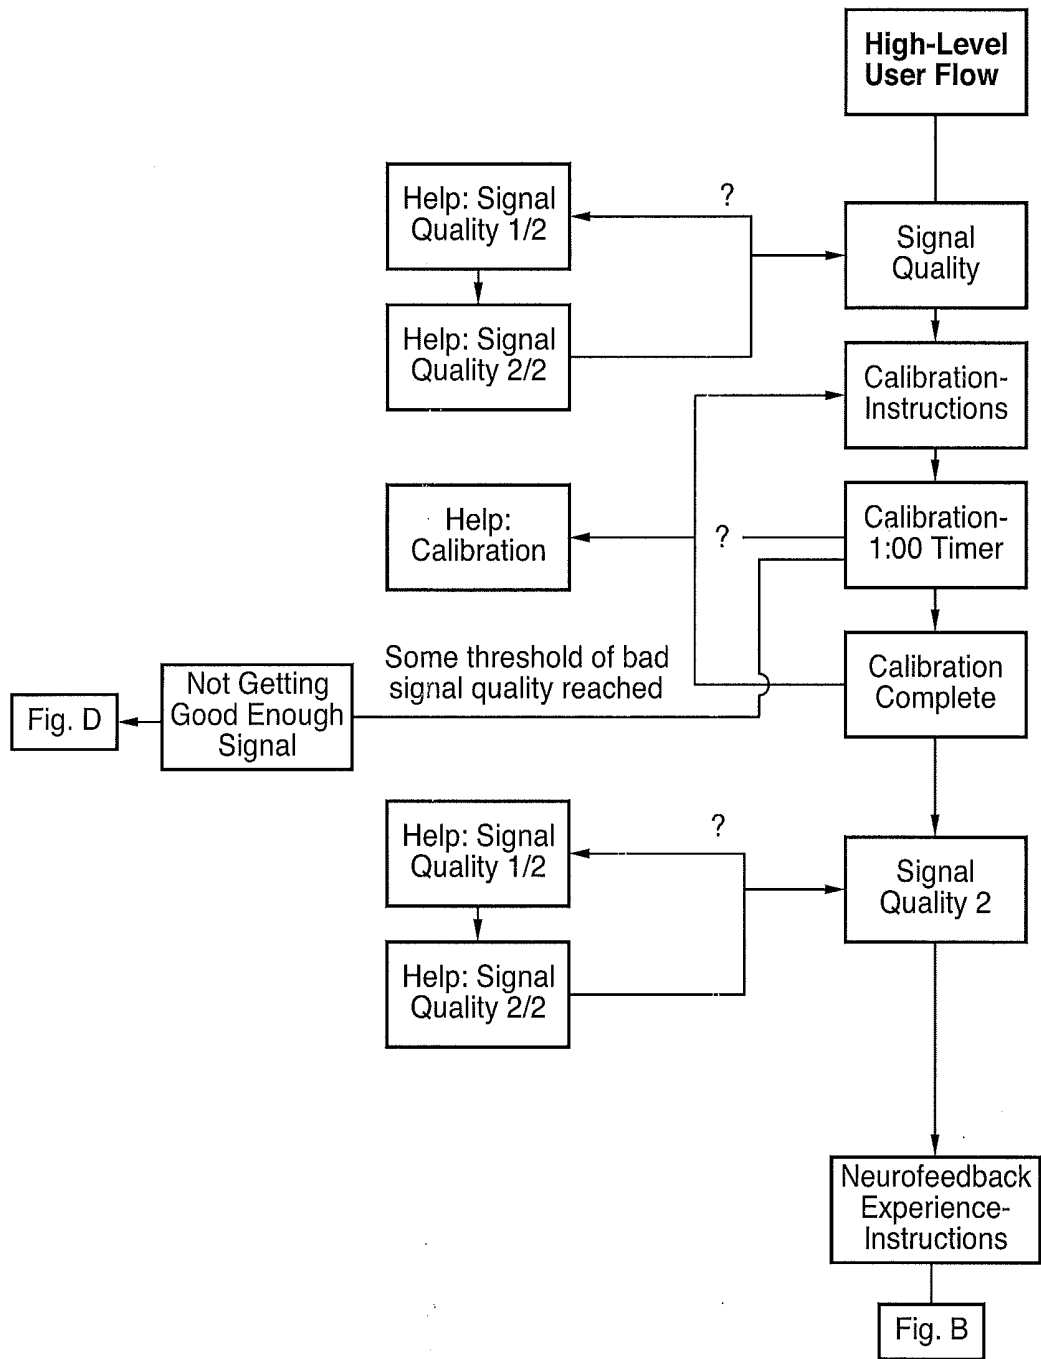 High-Level
User Flow
Help: Signal
Quality 1/2
?
Signal
Quality
Help: Signal
Quality 2/2
Calibration-
Instructions
Help:
Calibration
?
Calibration-
1:00 Timer
Some threshold of bad
signal quality reached
Calibration
Complete
Not Getting
Good Enough
Signal
Fig. D
Help: Signal
Quality 1/2
?
Signal
Quality 2
Help: Signal
Quality 2/2
Neurofeedback
Experience-
Instructions
Fig. B